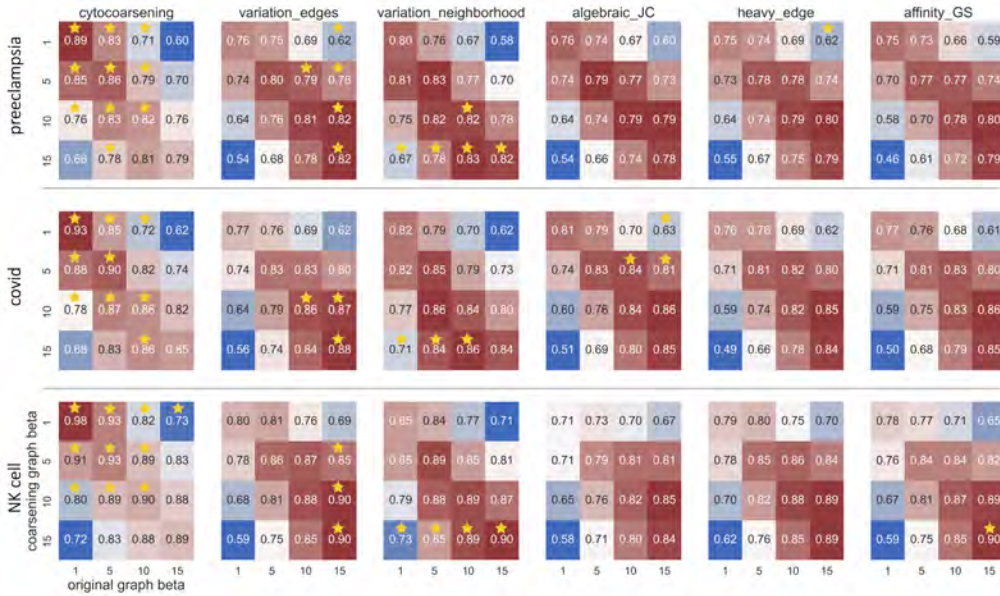 cytocoarsening variation_edges variation_neighborhood algebraic_JC heavy_edge affinity_GS
preeclampsia
1 0.89 0.83 0.71 0.60 0.76 0.75 0.69 0.62 0.80 0.76 0.67 0.58 0.76 0.74 0.67 0.60 0.75 0.74 0.69 0.62 0.75 0.73 0.66 0.59
5 0.85 0.86 0.79 0.70 0.74 0.80 0.79 0.78 0.81 0.83 0.77 0.70 0.74 0.79 0.77 0.73 0.73 0.78 0.78 0.74 0.70 0.77 0.77 0.74
10 0.76 0.83 0.82 0.76 0.64 0.76 0.81 0.82 0.75 0.82 0.82 0.78 0.64 0.74 0.79 0.79 0.64 0.74 0.79 0.80 0.58 0.70 0.78 0.80
15 0.68 0.78 0.81 0.79 0.54 0.68 0.78 0.82 0.67 0.78 0.83 0.82 0.54 0.66 0.74 0.78 0.55 0.67 0.75 0.79 0.46 0.61 0.72 0.79
covid
1 0.93 0.85 0.72 0.62 0.77 0.76 0.69 0.62 0.82 0.79 0.70 0.62 0.81 0.79 0.70 0.63 0.76 0.76 0.69 0.62 0.77 0.76 0.68 0.61
5 0.88 0.90 0.82 0.74 0.74 0.83 0.83 0.80 0.82 0.85 0.79 0.73 0.74 0.83 0.84 0.81 0.71 0.81 0.82 0.80 0.71 0.81 0.83 0.80
10 0.78 0.87 0.86 0.82 0.64 0.79 0.86 0.87 0.77 0.86 0.84 0.80 0.60 0.76 0.84 0.86 0.59 0.74 0.82 0.85 0.59 0.75 0.83 0.86
15 0.68 0.83 0.86 0.85 0.56 0.74 0.84 0.88 0.71 0.84 0.86 0.84 0.51 0.69 0.80 0.85 0.49 0.66 0.78 0.84 0.50 0.68 0.79 0.85
NK cell
coarsening graph beta
1 0.98 0.93 0.82 0.73 0.80 0.81 0.76 0.69 0.85 0.84 0.77 0.71 0.71 0.73 0.70 0.67 0.79 0.80 0.75 0.70 0.78 0.77 0.71 0.65
5 0.91 0.93 0.89 0.83 0.78 0.86 0.87 0.85 0.85 0.89 0.85 0.81 0.71 0.79 0.81 0.81 0.78 0.85 0.86 0.84 0.76 0.84 0.84 0.82
10 0.80 0.89 0.90 0.88 0.68 0.81 0.88 0.90 0.79 0.88 0.89 0.87 0.65 0.76 0.82 0.85 0.70 0.82 0.88 0.89 0.67 0.81 0.87 0.89
15 0.72 0.83 0.88 0.89 0.59 0.75 0.85 0.90 0.73 0.85 0.89 0.90 0.58 0.71 0.80 0.84 0.62 0.76 0.85 0.89 0.59 0.75 0.85 0.90
1 5 10 15 1 5 10 15 1 5 10 15 1 5 10 15 1 5 10 15 1 5 10 15
original graph beta